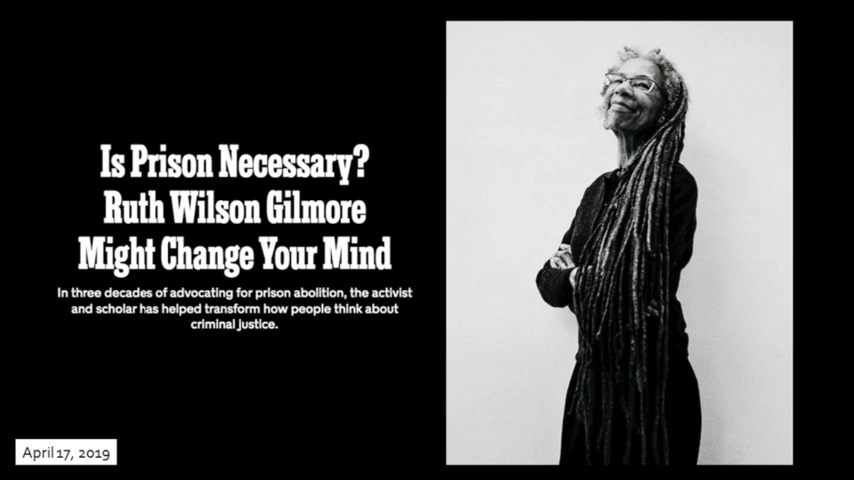 Is Prison Necessary?
Ruth Wilson Gilmore
Might Change Your Mind
In three decades of advocating for prison abolition, the activist
and scholar has helped transform how people think about
criminal justice.
April 17, 2019